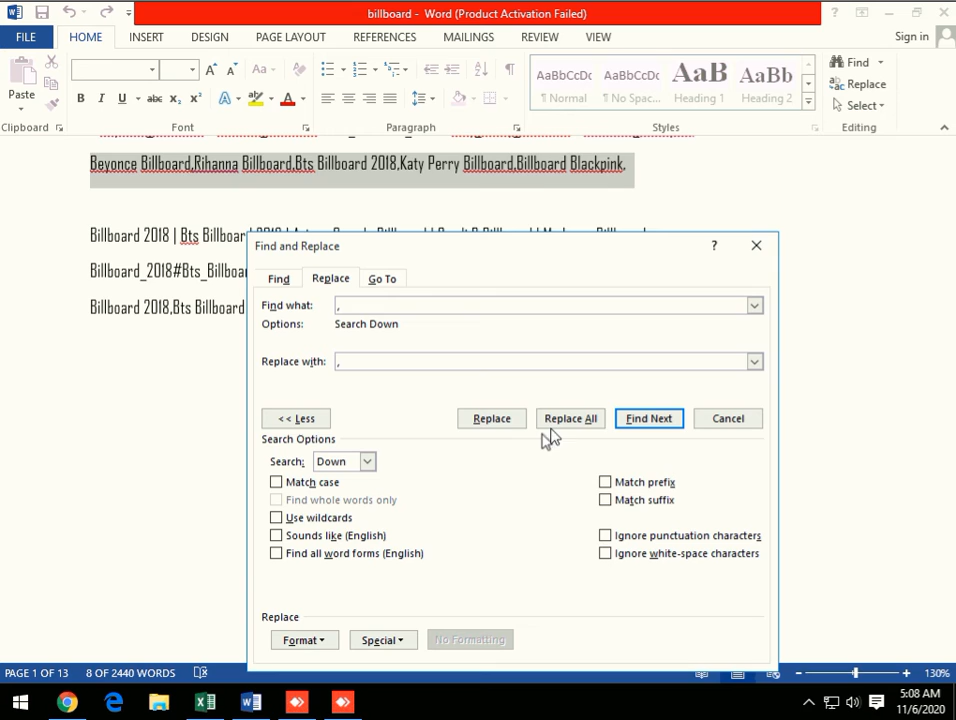 billboard - Word (Product Activation Failed)
FILE HOME INSERT DESIGN PAGE LAYOUT REFERENCES MAILINGS REVIEW VIEW Sign in
Paste
Aa
B I U abc X₂ X² A A
AaBbCcDc AaBbCcDc AaB AaBb
¶ Normal ¶ No Spac... Heading 1 Heading 2
Find
Replace
Select
Clipboard Font Paragraph Styles Editing
Beyonce Billboard,Rihanna Billboard,Bts Billboard 2018,Katy Perry Billboard,Billboard Blackpink,
Billboard 2018 | Bts Billboar
Billboard_2018#Bts_Billboa
Billboard 2018,Bts Billboard
Find and Replace
? ×
Find Replace Go To
Find what: ,
Options: Search Down
Replace with: ,
<< Less Replace Replace All Find Next Cancel
Search Options
Search: Down
Match case
Find whole words only
Use wildcards
Sounds like (English)
Find all word forms (English)
Match prefix
Match suffix
Ignore punctuation characters
Ignore white-space characters
Replace
Format Special No Formatting
PAGE 1 OF 13 8 OF 2440 WORDS 130%
5:08 AM
11/6/2020